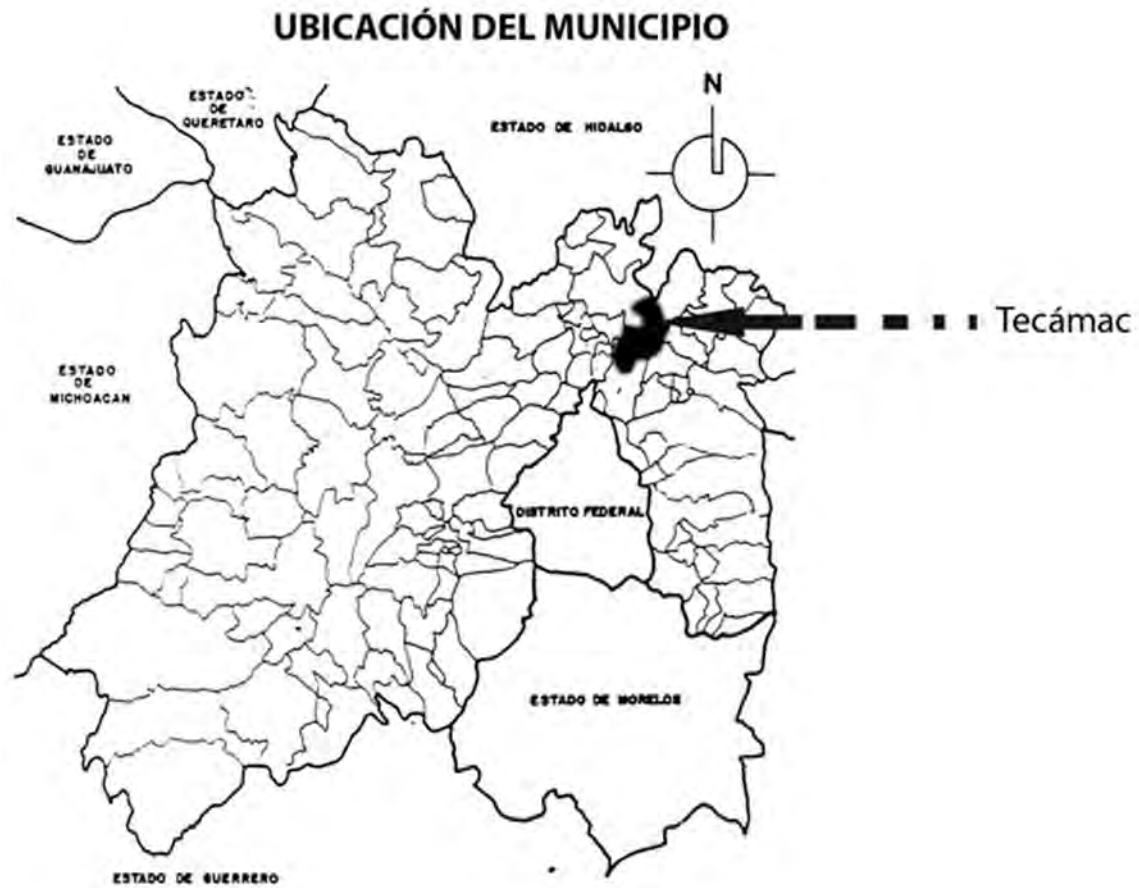 UBICACIÓN DEL MUNICIPIO
ESTADO
DE
QUERETARO
N
ESTADO DE HIDALGO
ESTADO
DE
GUANAJUATO
Tecámac
ESTADO
DE
MICHOACAN
DISTRITO FEDERAL
ESTADO DE MORELOS
ESTADO DE GUERRERO